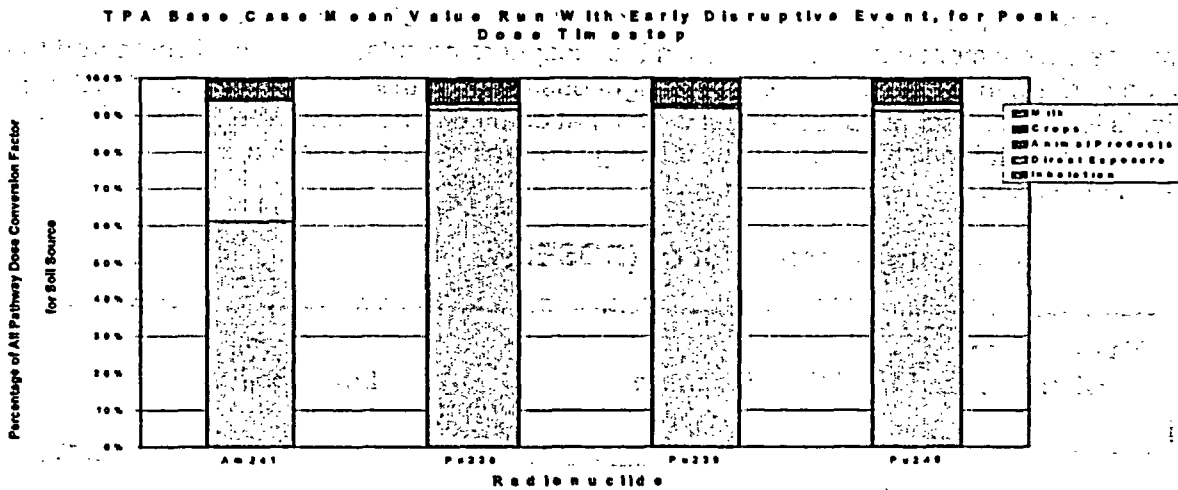 TPA Base Case Mean Value Run With Early Disruptive Event, for Peak
Dose Timestep
Percentage of All Pathway Dose Conversion Factor
for Soil Source
100%
90%
80%
70%
60%
50%
40%
30%
20%
10%
0%
Am241
Pu239
Pu240
Radionuclide
Milk
Crops
Animal Products
Direct Exposure
Inhalation